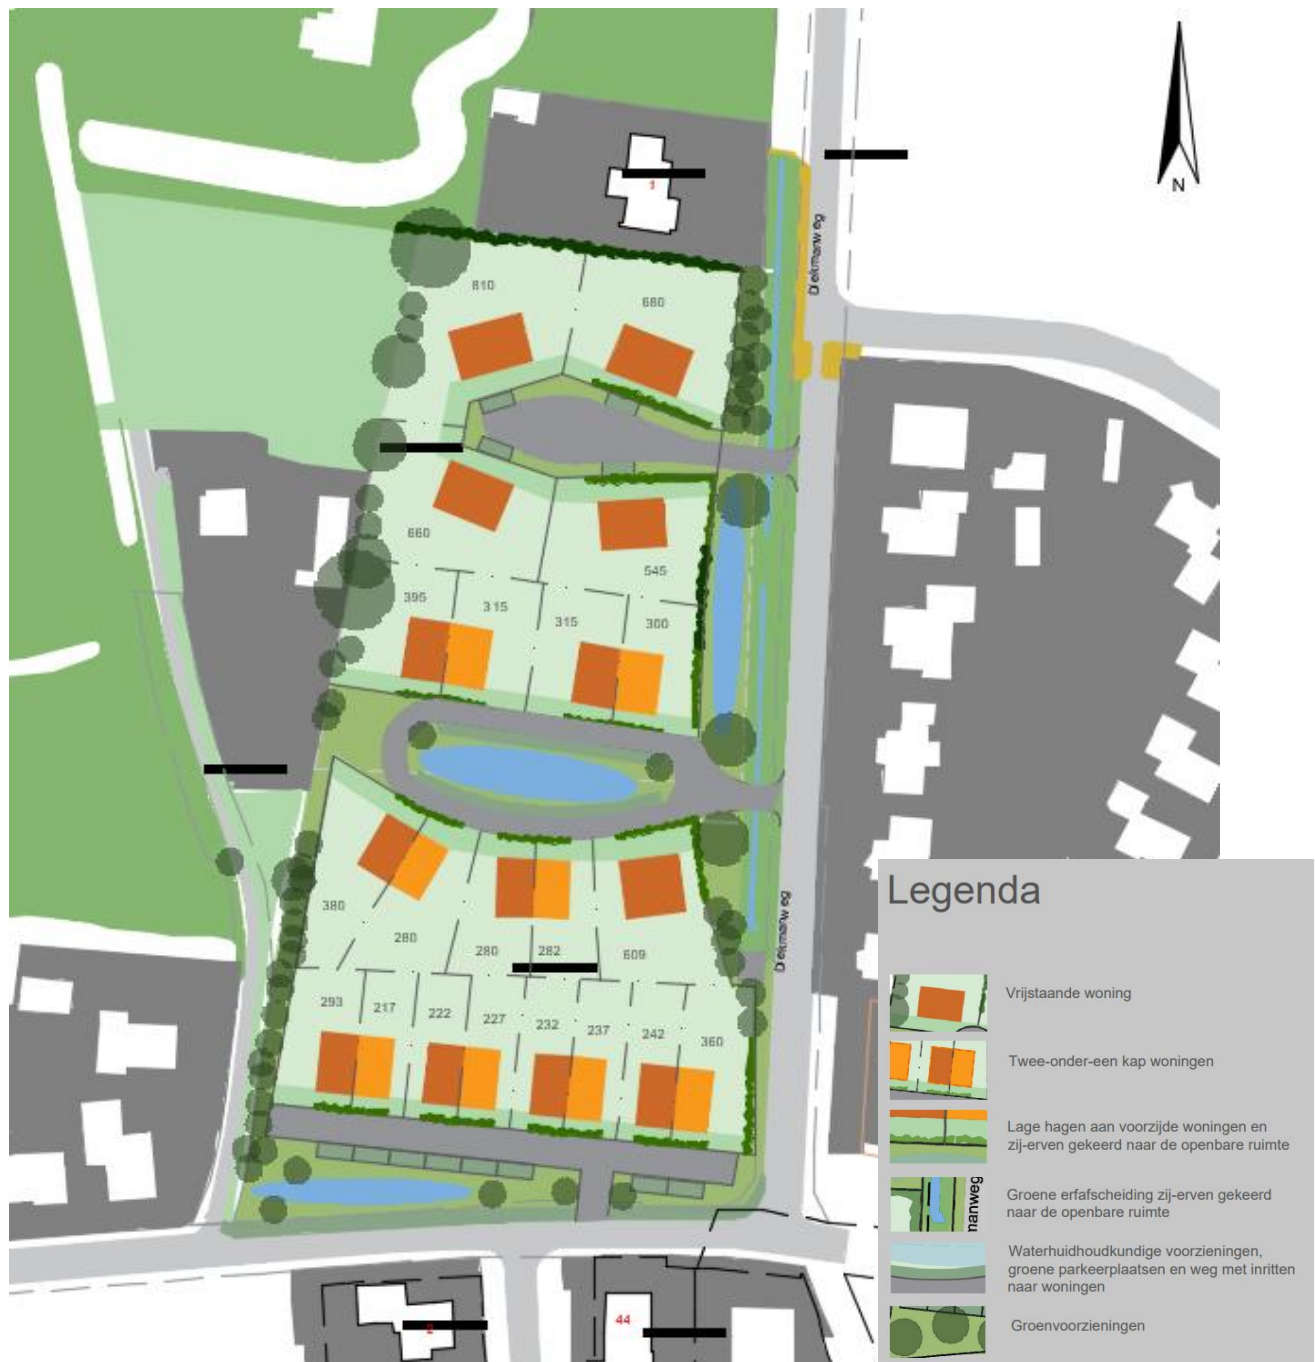 1
N
Diekmanweg
810
680
660
545
395
315
315
300
380
280
280
282
609
293
217
222
227
232
237
242
360
Diekmanweg
2
44
Legenda
Vrijstaande woning
Twee-onder-een kap woningen
Lage hagen aan voorzijde woningen en
zij-erven gekeerd naar de openbare ruimte
manweg
Groene erfafscheiding zij-erven gekeerd
naar de openbare ruimte
Waterhuidhoudkundige voorzieningen,
groene parkeerplaatsen en weg met inritten
naar woningen
Groenvoorzieningen